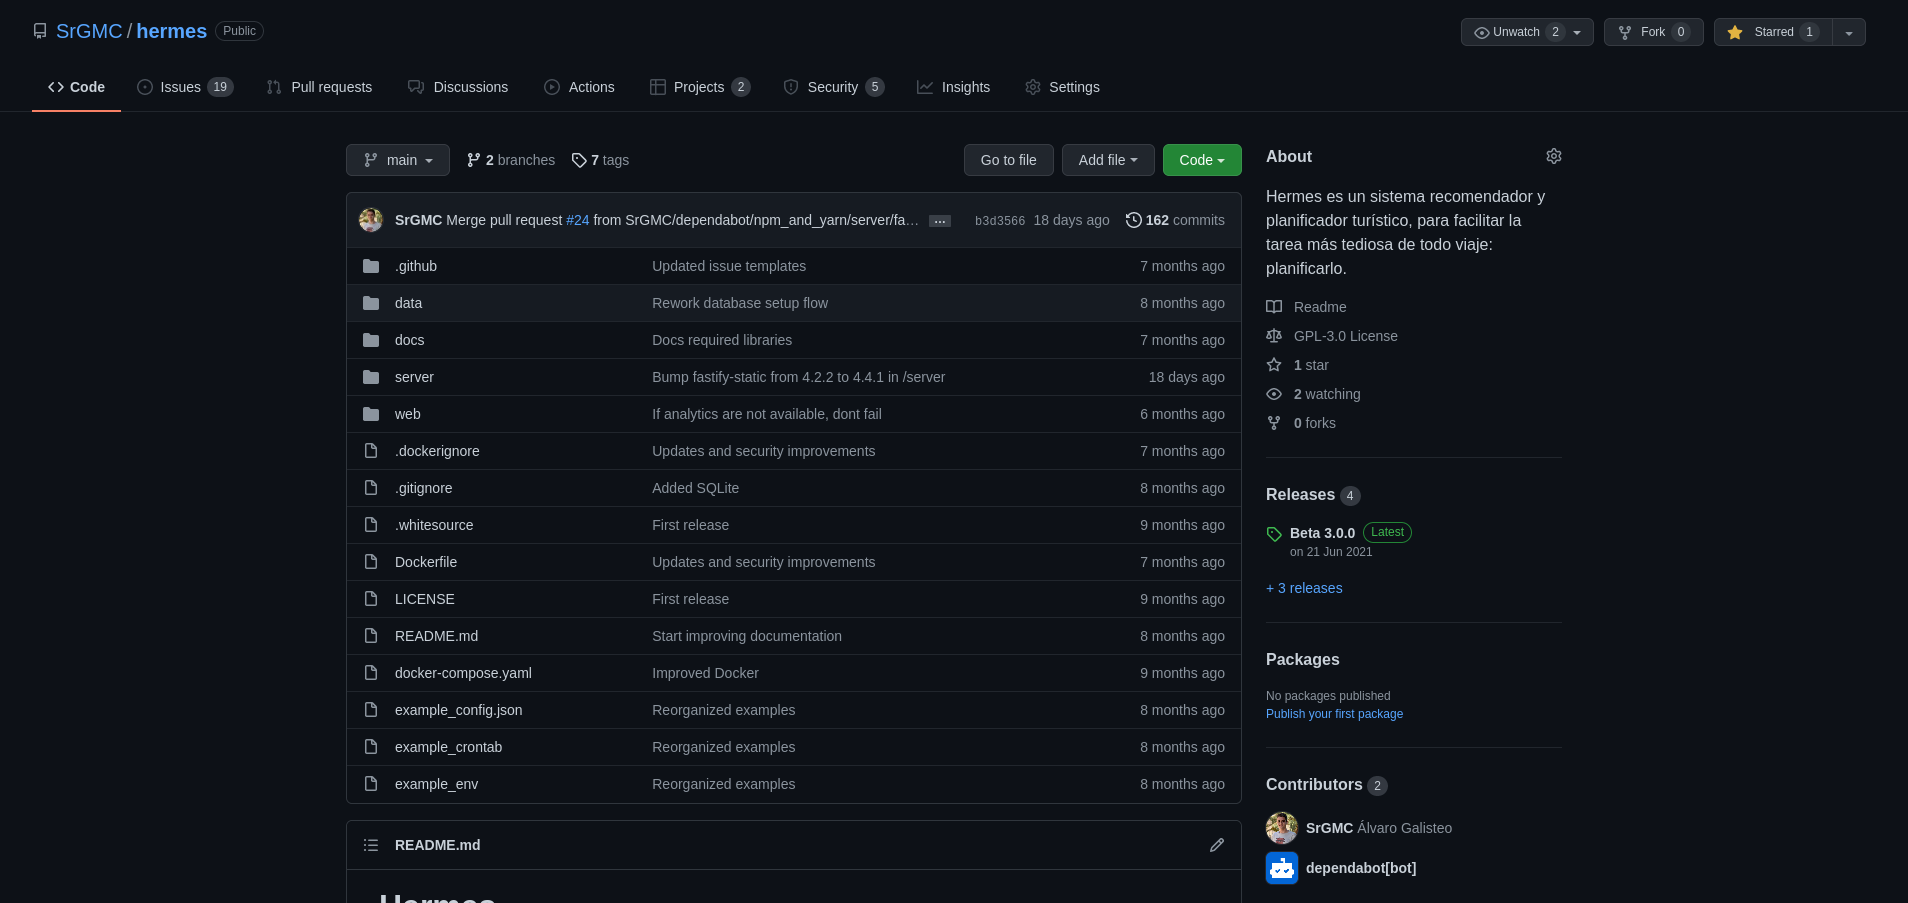 SrGMC / hermes Public
Unwatch 2 Fork 0 Starred 1
Code Issues 19 Pull requests Discussions Actions Projects 2 Security 5 Insights Settings
main 2 branches 7 tags Go to file Add file Code
SrGMC Merge pull request #24 from SrGMC/dependabot/npm_and_yarn/server/fa… ... b3d3566 18 days ago 162 commits
.github Updated issue templates 7 months ago
data Rework database setup flow 8 months ago
docs Docs required libraries 7 months ago
server Bump fastify-static from 4.2.2 to 4.4.1 in /server 18 days ago
web If analytics are not available, dont fail 6 months ago
.dockerignore Updates and security improvements 7 months ago
.gitignore Added SQLite 8 months ago
.whitesource First release 9 months ago
Dockerfile Updates and security improvements 7 months ago
LICENSE First release 9 months ago
README.md Start improving documentation 8 months ago
docker-compose.yaml Improved Docker 9 months ago
example_config.json Reorganized examples 8 months ago
example_crontab Reorganized examples 8 months ago
example_env Reorganized examples 8 months ago
README.md
Hermes
About
Hermes es un sistema recomendador y
planificador turístico, para facilitar la
tarea más tediosa de todo viaje:
planificarlo.
Readme
GPL-3.0 License
1 star
2 watching
0 forks
Releases 4
Beta 3.0.0 Latest
on 21 Jun 2021
+ 3 releases
Packages
No packages published
Publish your first package
Contributors 2
SrGMC Álvaro Galisteo
dependabot[bot]